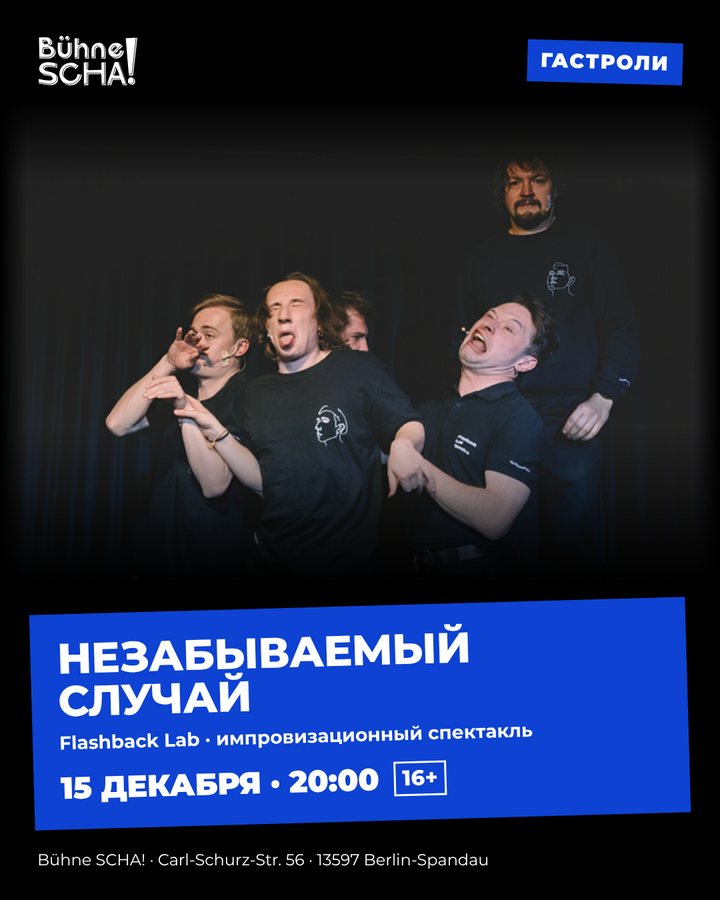 Bühne
SCHA!
ГАСТРОЛИ
НЕЗАБЫВАЕМЫЙ
СЛУЧАЙ
Flashback Lab · импровизационный спектакль
15 ДЕКАБРЯ • 20:00 16+
Bühne SCHA! · Carl-Schurz-Str. 56 · 13597 Berlin-Spandau